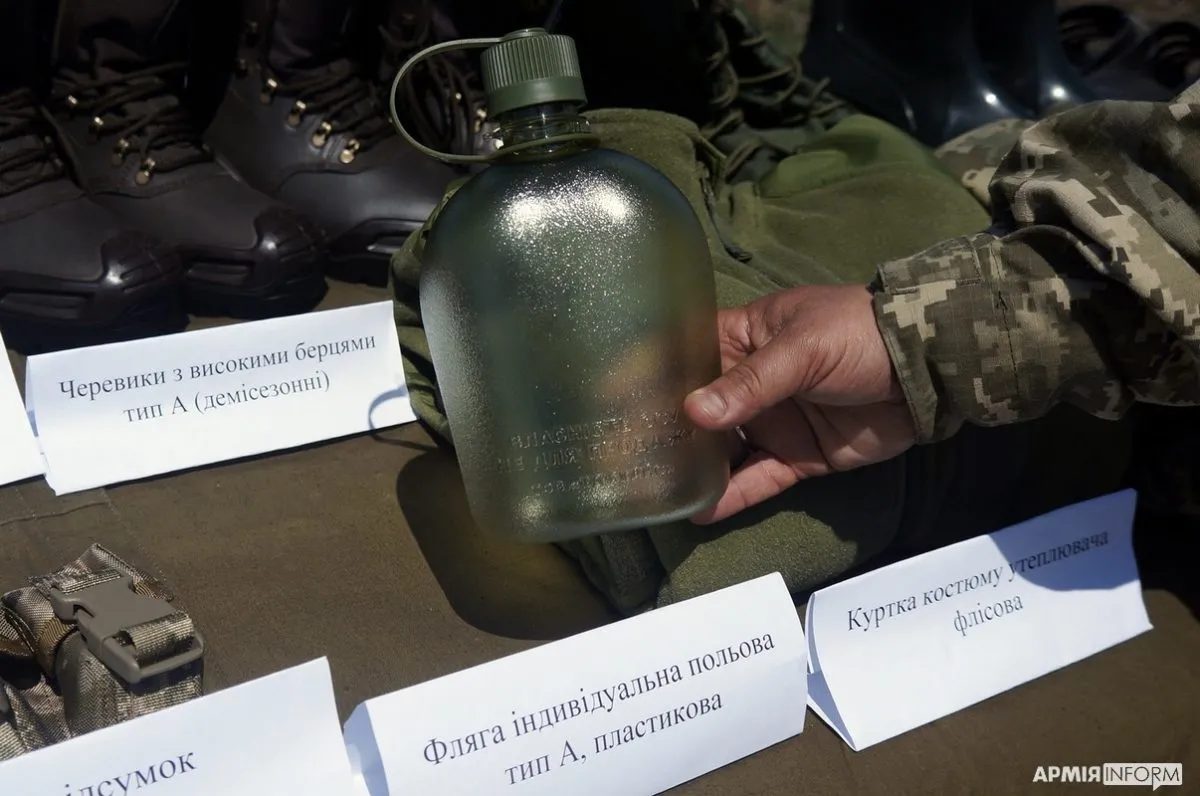 Черевики з високими берцями
тип А (демісезонні)
Куртка костюму утеплювача
флісова
Фляга індивідуальна польова
тип А, пластикова
ідсумок
АРМІЯINFORM